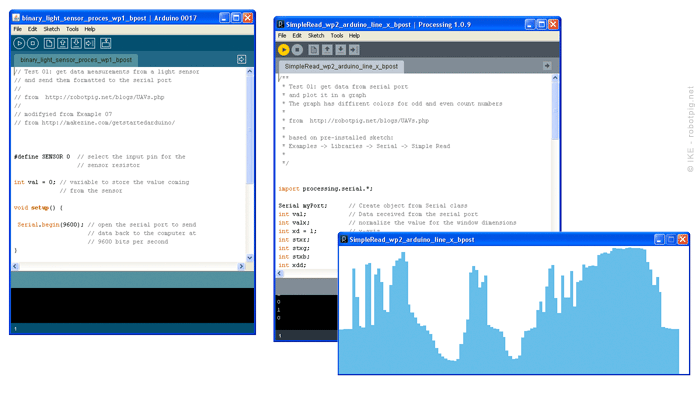 binary_light_sensor_proces_wp1_bpost | Arduino 0017
File Edit Sketch Tools Help
binary_light_sensor_proces_wp1_bpost
// Test 01: get data measurements from a light sensor
// and send them formatted to the serial port
//
// from  http://robotpig.net/blogs/UAVs.php
//
// modifyied from Example 07
// from http://makezine.com/getstartedarduino/
#define SENSOR 0  // select the input pin for the
// sensor resistor
int val = 0; // variable to store the value coming
// from the sensor
void setup() {
Serial.begin(9600); // open the serial port to send
// data back to the computer at
// 9600 bits per second
}
1
SimpleRead_wp2_arduino_line_x_bpost | Processing 1.0.9
File Edit Sketch Tools Help
SimpleRead_wp2_arduino_line_x_bpost
/**
* Test 01: get data from serial port
* and plot it in a graph
* The graph has diffirent colors for odd and even count numbers
*
* from  http://robotpig.net/blogs/UAVs.php
*
* based on pre-installed sketch:
* Examples -> Libraries -> Serial -> Simple Read
*
*/
import processing.serial.*;
Serial myPort;      // Create object from Serial class
int val;            // Data received from the serial port
int valx;           // normalize the value for the window dimensions
int xd = 1;
int stxr;
int stxg;
int stxb;
int xdd;
0
1
0
SimpleRead_wp2_arduino_line_x_bpost
© IKE - robotpig.net